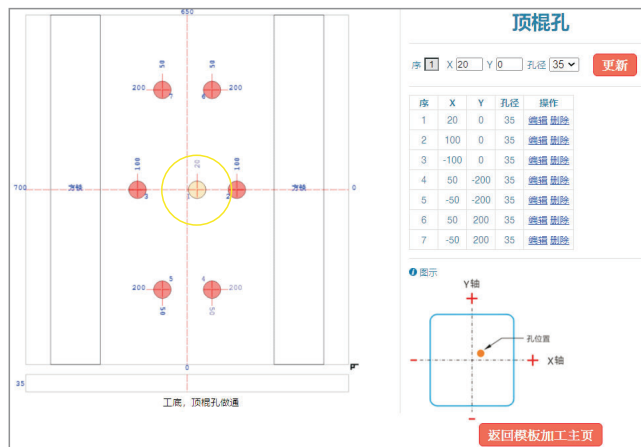 650
50
50
200
7
6
200
100
20
100
700
方铁
3
1
2
方铁
0
5
4
200
200
50
50
0
35
工底，顶棍孔做通
顶棍孔
序 1 X 20 Y 0 孔径 35 更新
序 X Y 孔径 操作
1 20 0 35 编辑 删除
2 100 0 35 编辑 删除
3 -100 0 35 编辑 删除
4 50 -200 35 编辑 删除
5 -50 -200 35 编辑 删除
6 50 200 35 编辑 删除
7 -50 200 35 编辑 删除
图示
Y轴
+
孔位置
- + X轴
-
返回模板加工主页